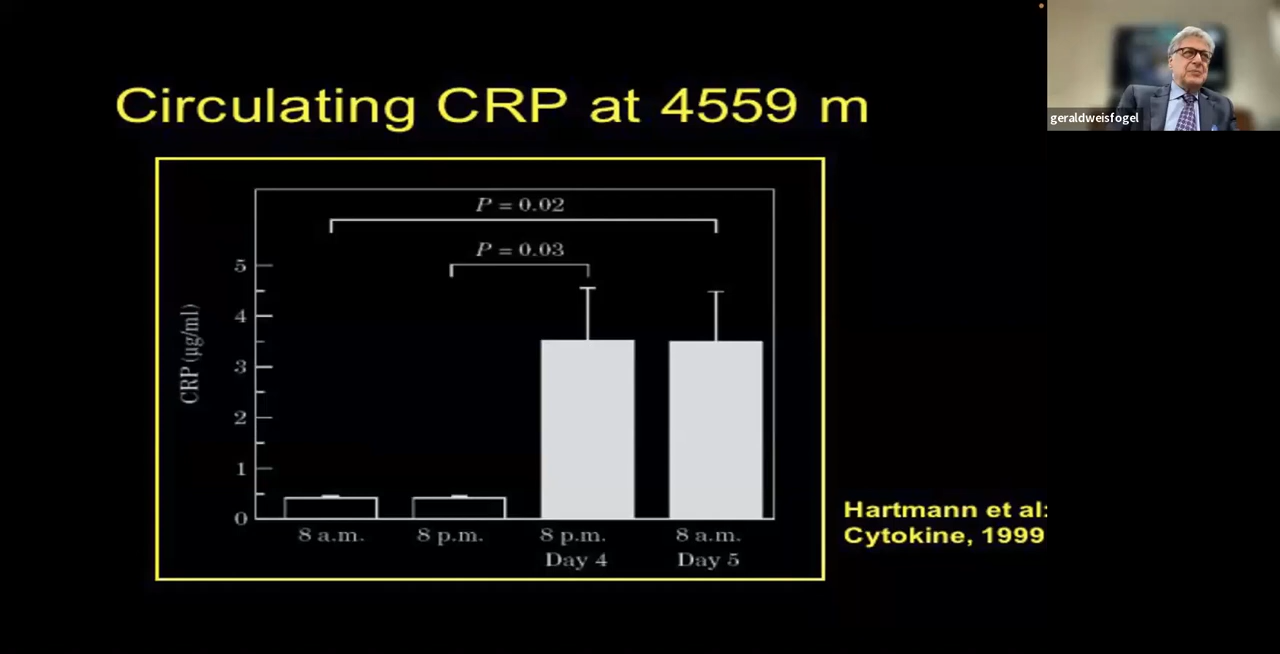 Circulating CRP at 4559 m
geraldweisfogel
P = 0.02
P = 0.03
CRP (µg/ml)
5
4
3
2
1
0
8 a.m.
8 p.m.
8 p.m.
Day 4
8 a.m.
Day 5
Hartmann et al:
Cytokine, 1999